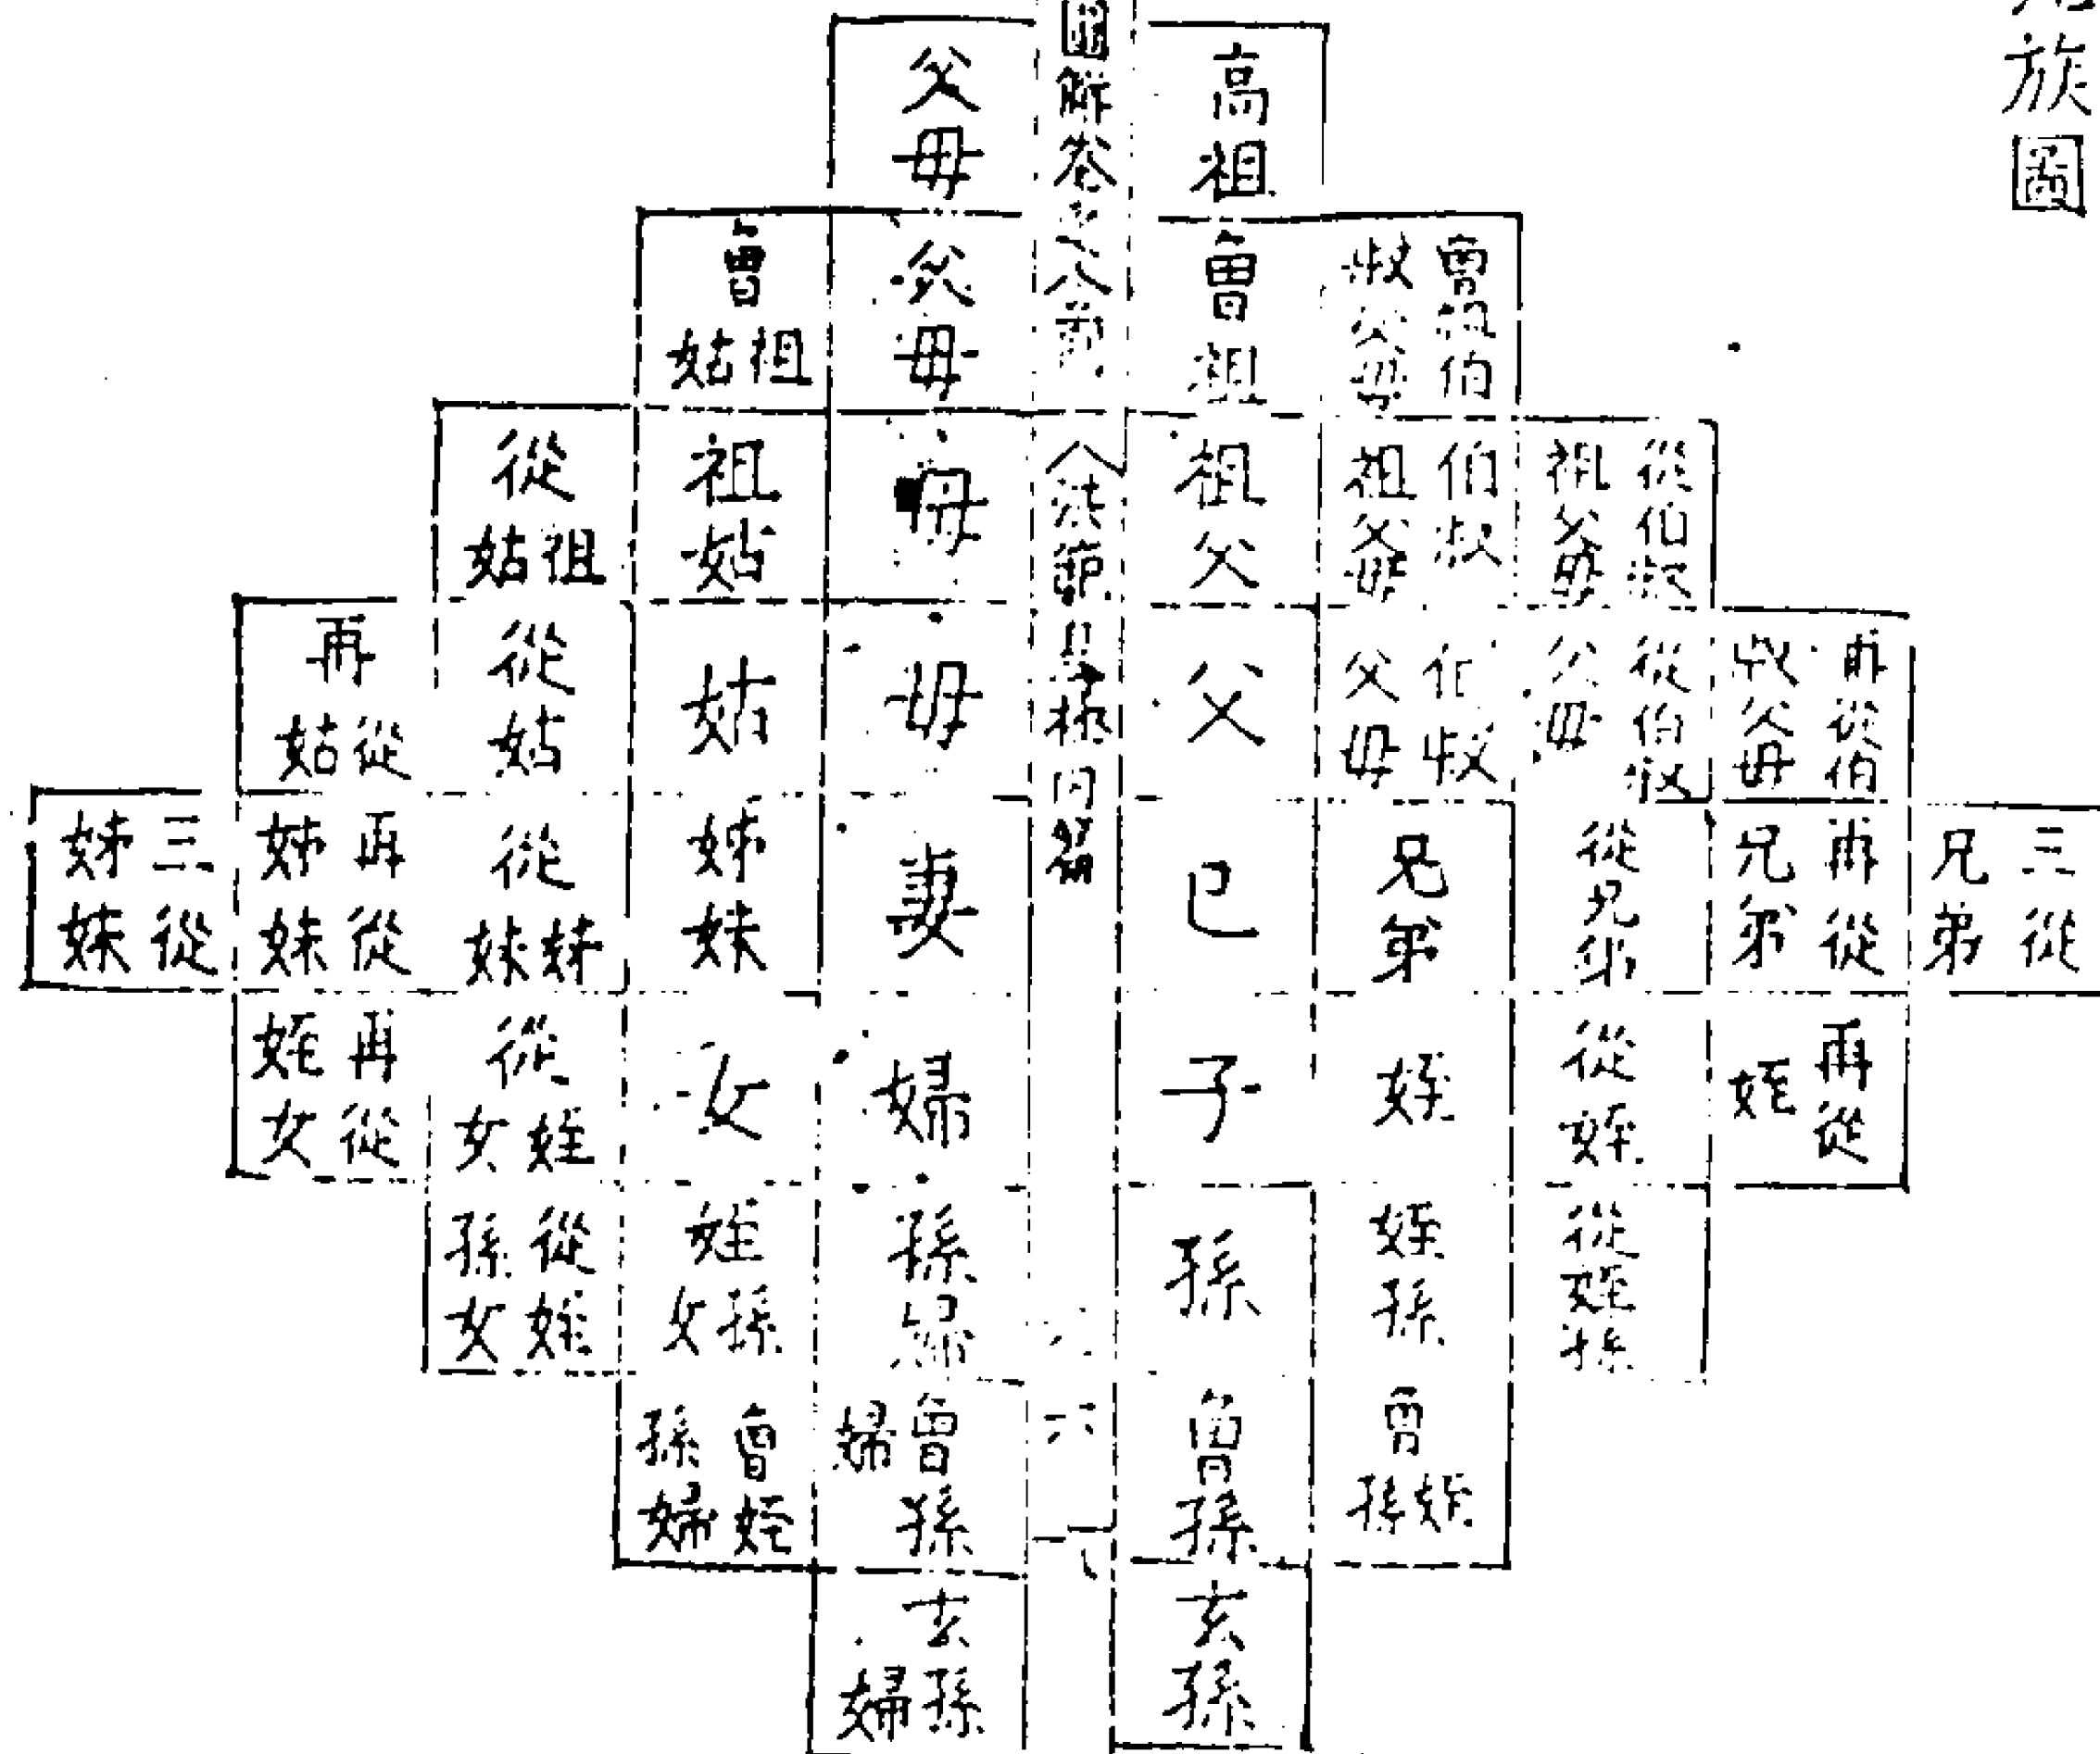 族圖
高祖
父母
曾祖伯
叔父母
曾祖
父母
曾祖姑
從伯叔
祖父母
伯叔
祖父母
祖父
母
祖姑
從祖姑
再從伯
叔父母
從伯叔
父母
伯叔
父母
父
母
姑
從姑
再從姑
三從
兄弟
再從
兄弟
從兄弟
兄弟
己
妻
姊妹
從姊妹
再從
姊妹
三從
姊妹
再從
姪
從姪
姪
子
婦
女
從姪女
再從
姪女
從姪孫
姪孫
孫
孫婦
姪孫女
從姪
孫女
曾姪孫
曾孫
曾孫
婦
曾姪
孫婦
玄孫
玄孫
婦
圖解卷之八